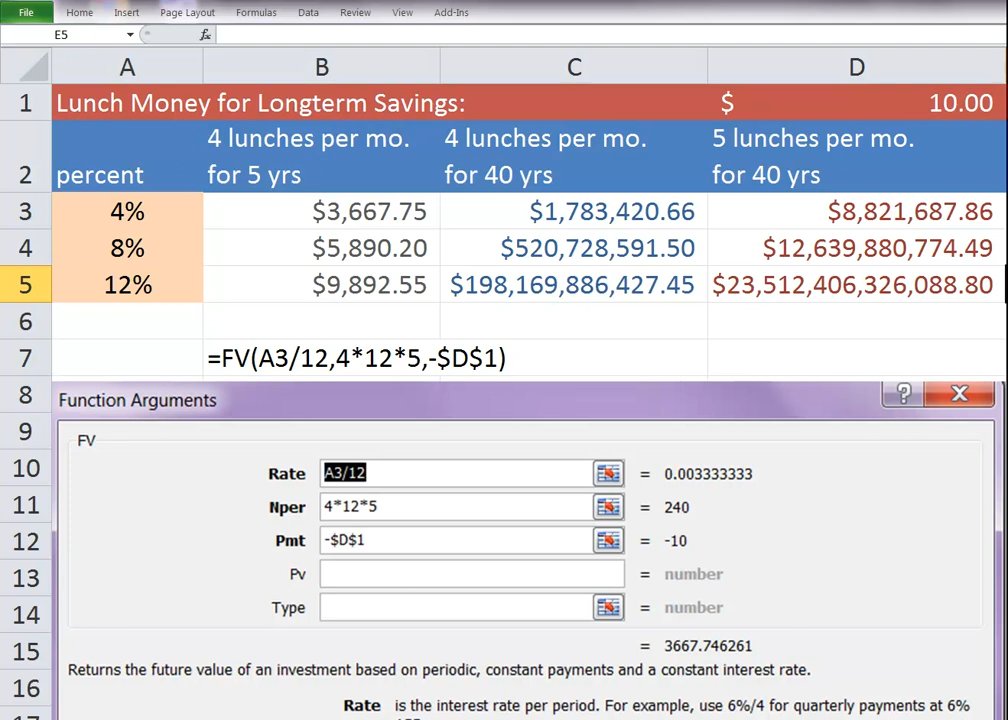 File Home Insert Page Layout Formulas Data Review View Add-Ins
E5 fx
A B C D
1 Lunch Money for Longterm Savings: $ 10.00
4 lunches per mo. 4 lunches per mo. 5 lunches per mo.
2 percent for 5 yrs for 40 yrs for 40 yrs
3 4% $3,667.75 $1,783,420.66 $8,821,687.86
4 8% $5,890.20 $520,728,591.50 $12,639,880,774.49
5 12% $9,892.55 $198,169,886,427.45 $23,512,406,326,088.80
6
7 =FV(A3/12,4*12*5,-$D$1)
8 Function Arguments ? X
9 FV
10 Rate A3/12 = 0.003333333
11 Nper 4*12*5 = 240
12 Pmt -$D$1 = -10
13 Pv = number
14 Type = number
15 = 3667.746261
Returns the future value of an investment based on periodic, constant payments and a constant interest rate.
16 Rate is the interest rate per period. For example, use 6%/4 for quarterly payments at 6%